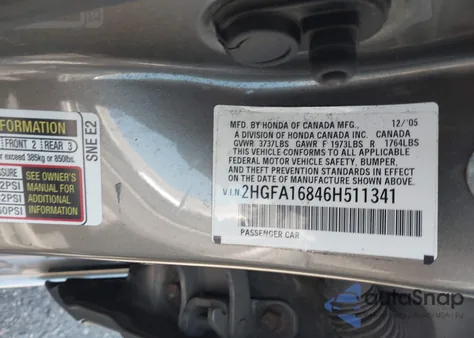 FORMATION
FRONT 2 REAR 3
exceed 385kg or 850lbs.
SEE OWNER'S
MANUAL FOR
ADDITIONAL
INFORMATION
SNE E2
MFD. BY HONDA OF CANADA MFG. 12/'05
A DIVISION OF HONDA CANADA INC. CANADA
GVWR 3737LBS GAWR F 1973LBS R 1764LBS
THIS VEHICLE CONFORMS TO ALL APPLICABLE
FEDERAL MOTOR VEHICLE SAFETY, BUMPER,
AND THEFT PREVENTION STANDARDS IN EFFECT
ON THE DATE OF MANUFACTURE SHOWN ABOVE.
V.I.N. 2HGFA16846H511341
PASSENGER CAR
autoSnap